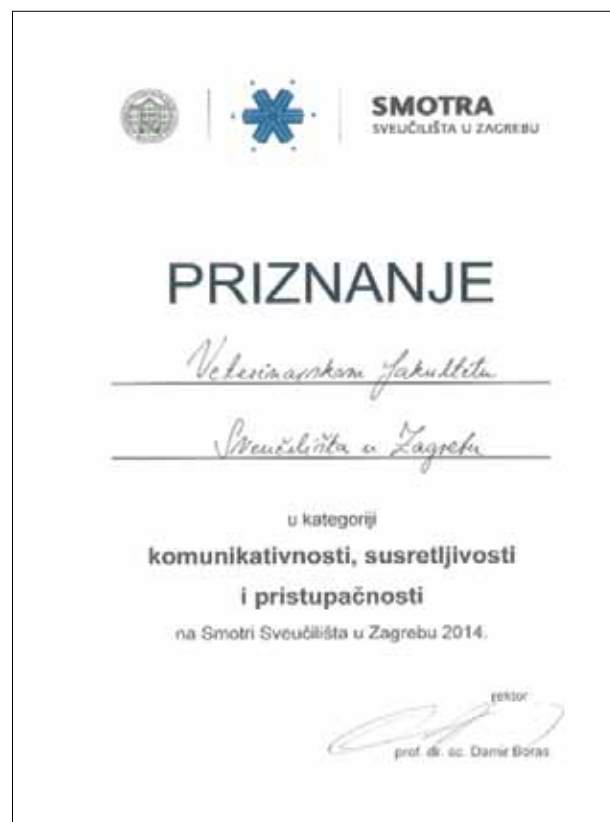 SMOTRA
SVEUČILIŠTA U ZAGREBU
PRIZNANJE
Veterinarskom fakultetu
Sveučilišta u Zagrebu
u kategoriji
komunikativnosti, susretljivosti
i pristupačnosti
na Smotri Sveučilišta u Zagrebu 2014.
rektor
prof. dr. sc. Damir Boras